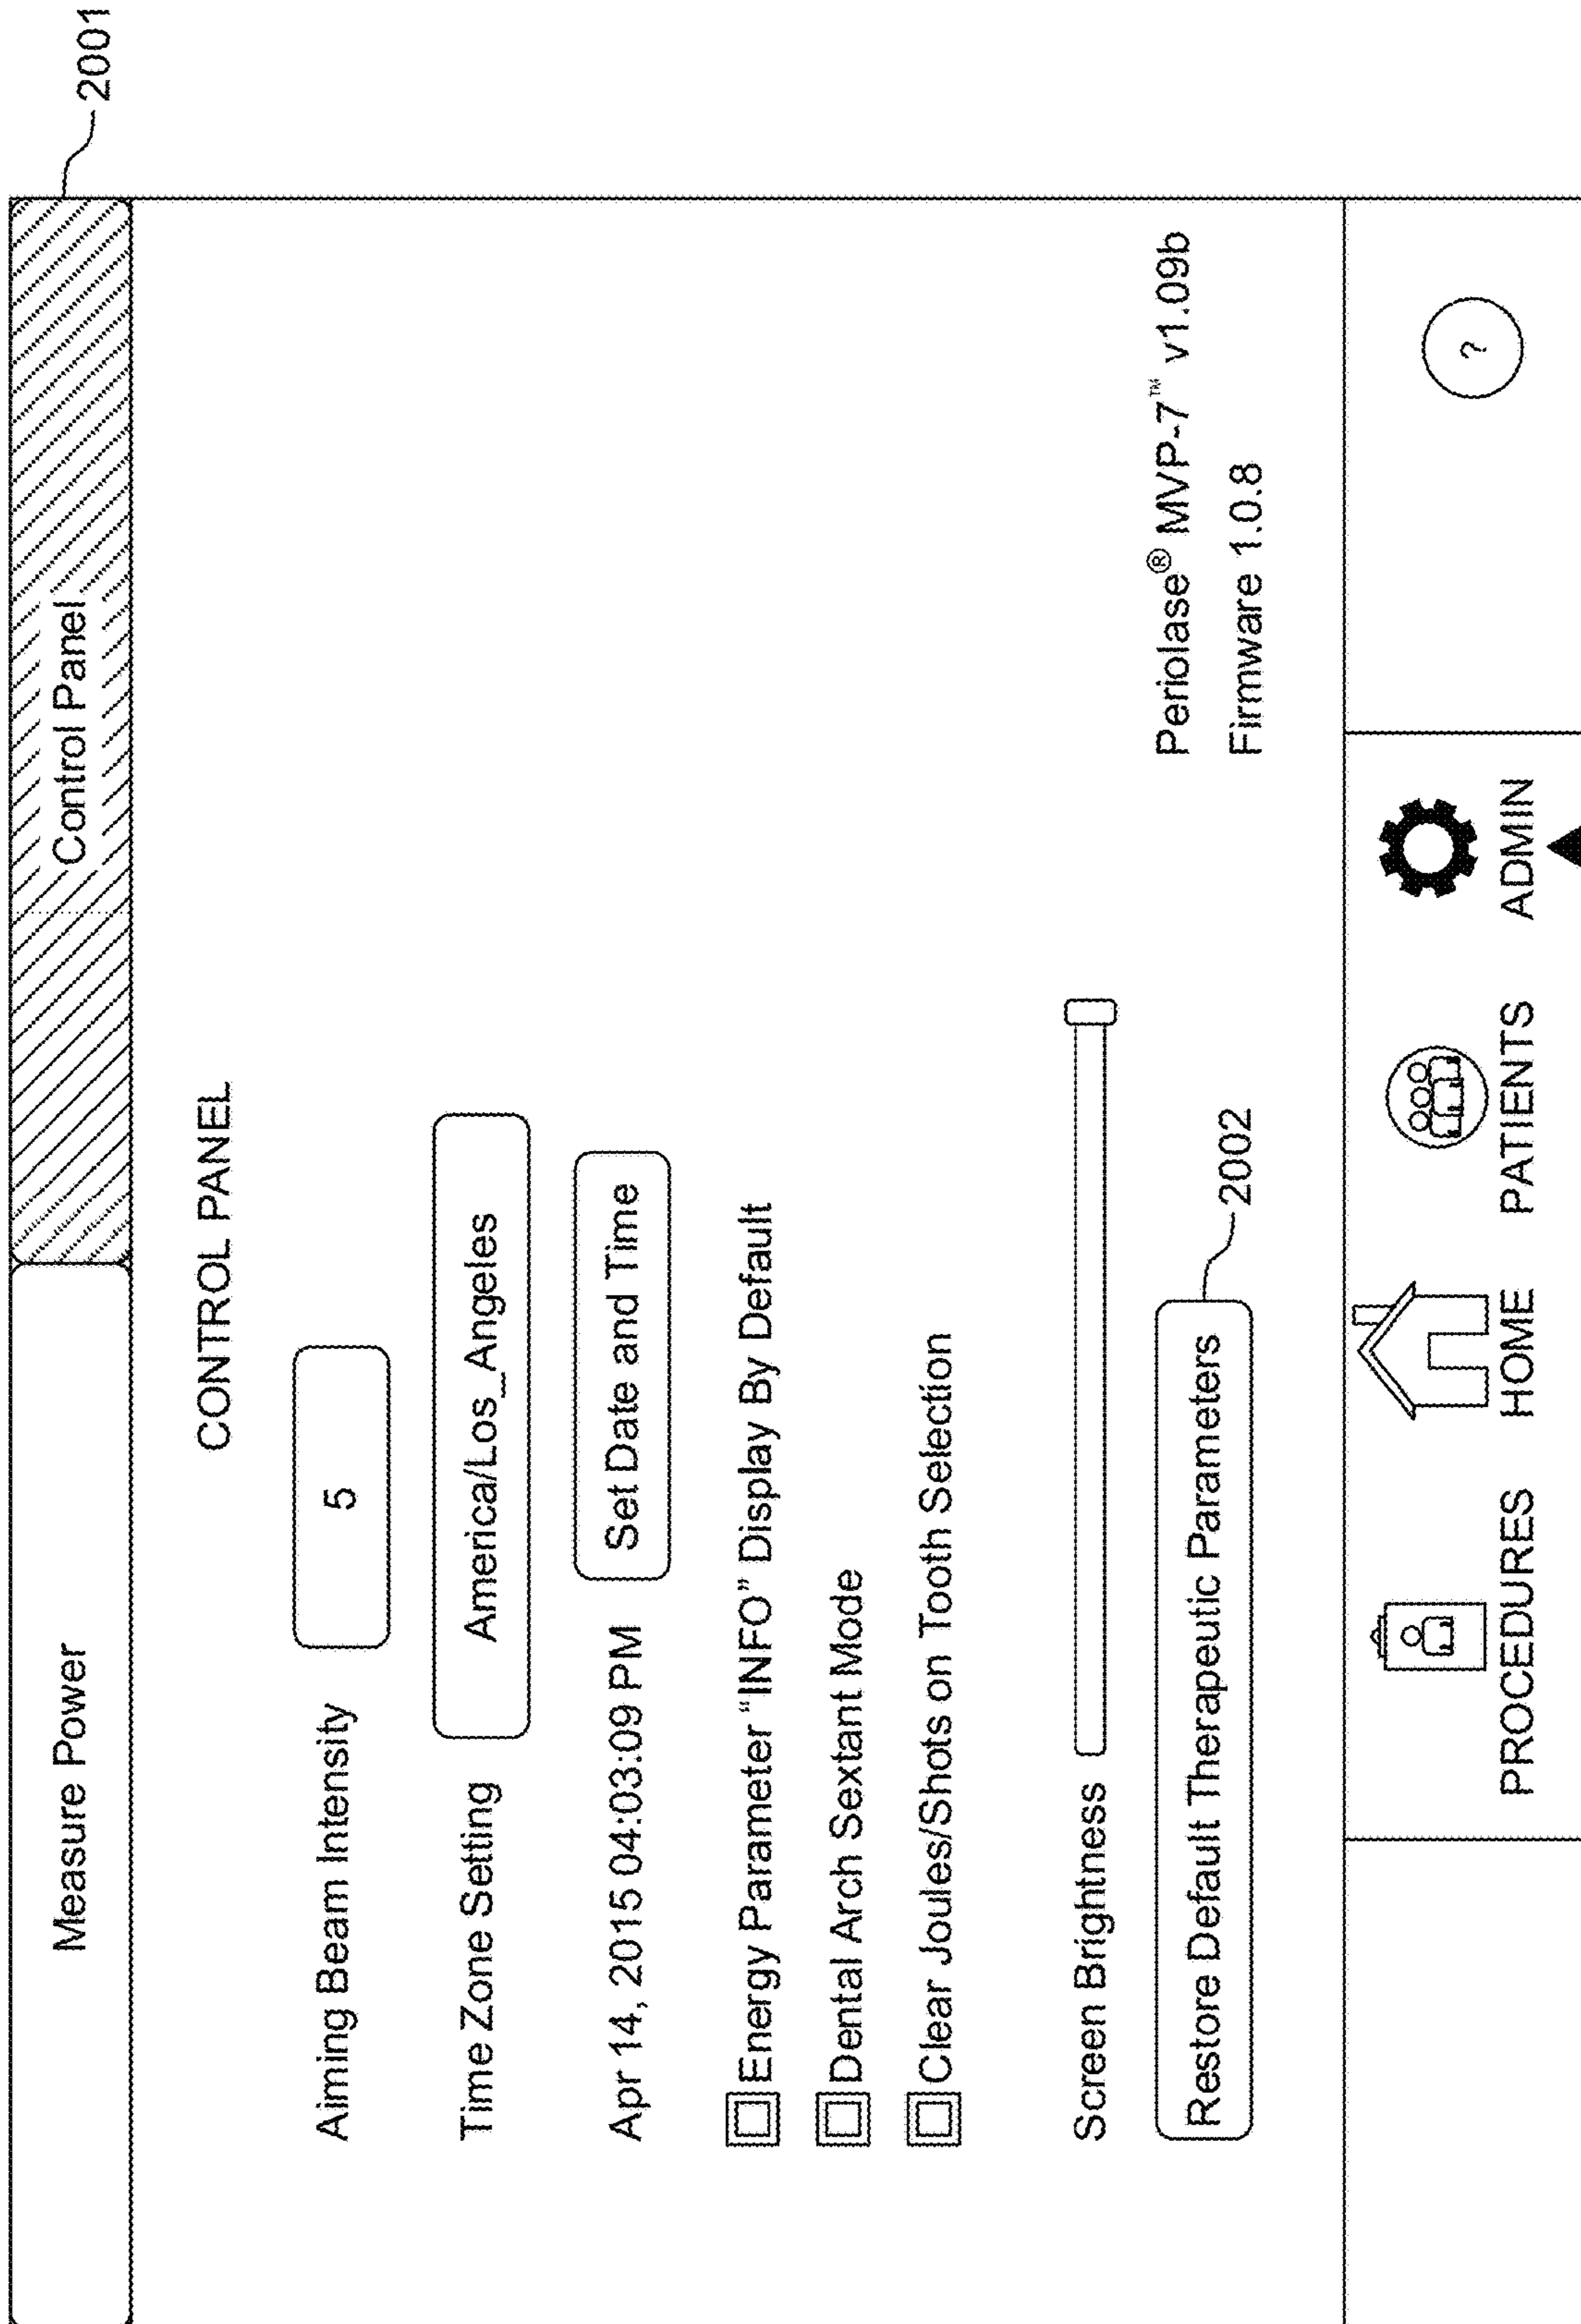 Measure Power
Control Panel
2001
CONTROL PANEL
Aiming Beam Intensity 5
Time Zone Setting America/Los_Angeles
Apr 14, 2015 04:03:09 PM Set Date and Time
Energy Parameter “INFO” Display By Default
Dental Arch Sextant Mode
Clear Joules/Shots on Tooth Selection
Screen Brightness
Restore Default Therapeutic Parameters
2002
Periolase® MVP-7™ v1.09b
Firmware 1.0.8
PROCEDURES
HOME
PATIENTS
ADMIN
?